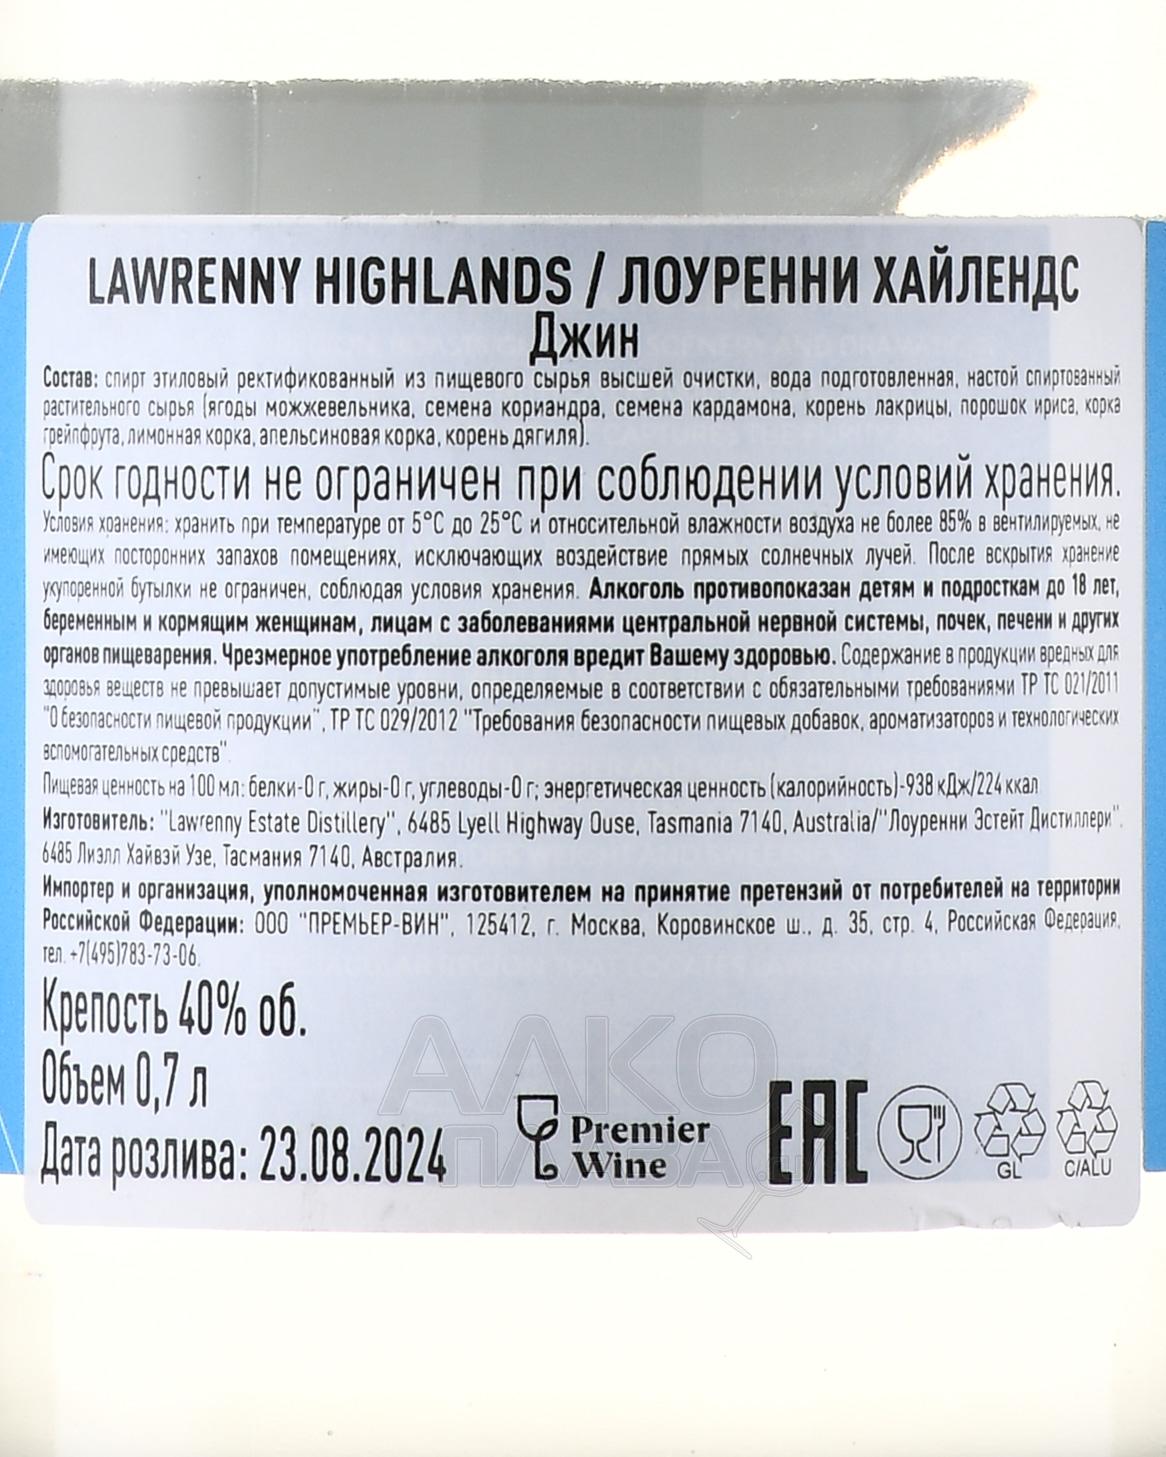 LAWRENNY HIGHLANDS / ЛОУРЕННИ ХАЙЛЕНДС
Джин
Состав: спирт этиловый ректификованный из пищевого сырья высшей очистки, вода подготовленная, настой спиртованный
растительного сырья (ягоды можжевельника, семена кориандра, семена кардамона, корень лакрицы, порошок ириса, корка
грейпфрута, лимонная корка, апельсиновая корка, корень дягиля).
Срок годности не ограничен при соблюдении условий хранения.
Условия хранения: хранить при температуре от 5°С до 25°С и относительной влажности воздуха не более 85% в вентилируемых, не
имеющих посторонних запахов помещениях, исключающих воздействие прямых солнечных лучей. После вскрытия хранение
укупоренной бутылки не ограничен, соблюдая условия хранения. Алкоголь противопоказан детям и подросткам до 18 лет,
беременным и кормящим женщинам, лицам с заболеваниями центральной нервной системы, почек, печени и других
органов пищеварения. Чрезмерное употребление алкоголя вредит Вашему здоровью. Содержание в продукции вредных для
здоровья веществ не превышает допустимые уровни, определяемые в соответствии с обязательными требованиями ТР ТС 021/2011
"О безопасности пищевой продукции", ТР ТС 029/2012 "Требования безопасности пищевых добавок, ароматизаторов и технологических
вспомогательных средств".
Пищевая ценность на 100 мл: белки-0 г, жиры-0 г, углеводы-0 г; энергетическая ценность (калорийность)-938 кДж/224 ккал
Изготовитель: "Lawrenny Estate Distillery", 6485 Lyell Highway Ouse, Tasmania 7140, Australia/"Лоуренни Эстейт Дистиллери",
6485 Лиэлл Хайвэй Узе, Тасмания 7140, Австралия.
Импортер и организация, уполномоченная изготовителем на принятие претензий от потребителей на территории
Российской Федерации: ООО "ПРЕМЬЕР-ВИН", 125412, г. Москва, Коровинское ш., д. 35, стр. 4, Российская Федерация,
тел. +7(495)783-73-06.
Крепость 40% об.
Объем 0,7 л
Дата розлива: 23.08.2024
Premier
Wine
EAC
GL
C/ALU
АЛКО
ПЛАВА